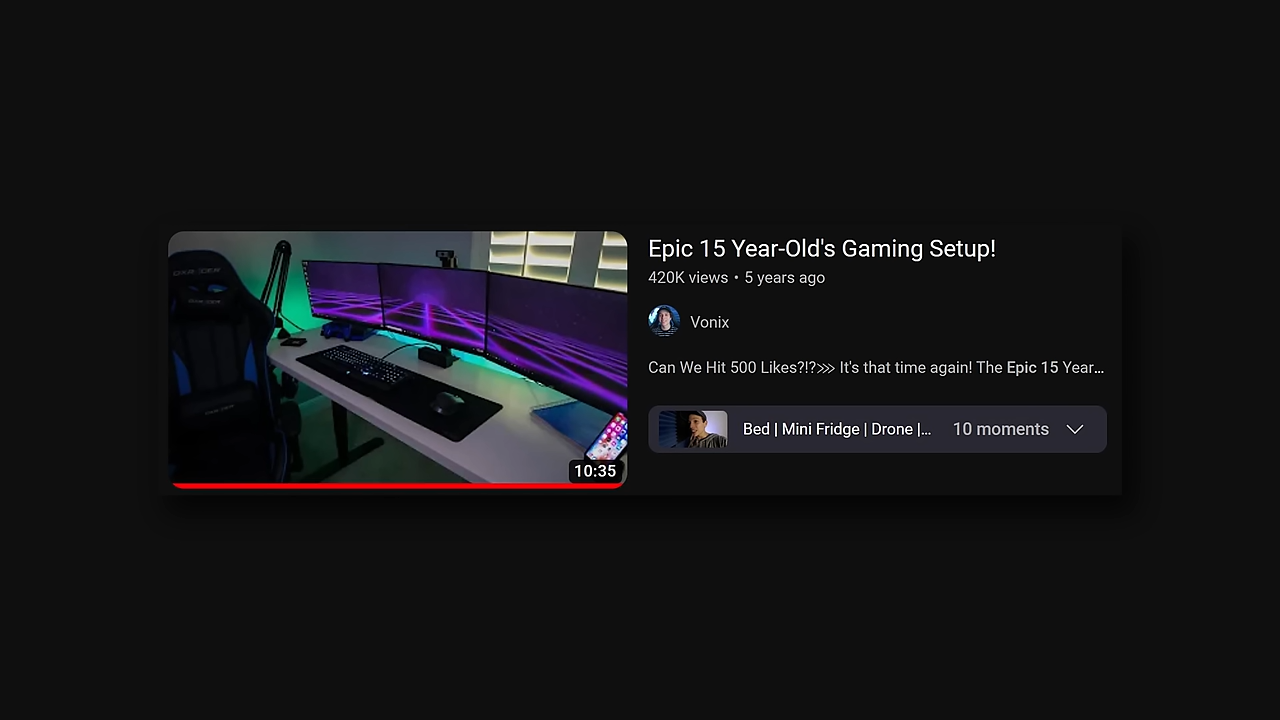 Epic 15 Year-Old's Gaming Setup!
420K views • 5 years ago
Vonix
Can We Hit 500 Likes?!?⋙ It's that time again! The Epic 15 Year...
Bed | Mini Fridge | Drone |... 10 moments
10:35